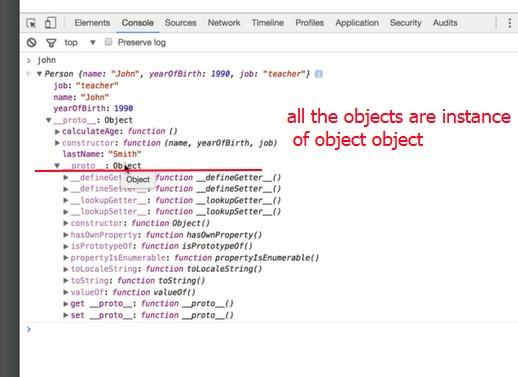 Elements Console Sources Network Timeline Profiles Application Security Audits
top Preserve log
john
Person {name: "John", yearOfBirth: 1990, job: "teacher"}
job: "teacher"
name: "John"
yearOfBirth: 1990
__proto__: Object
calculateAge: function ()
constructor: function (name, yearOfBirth, job)
lastName: "Smith"
__proto__: Object
all the objects are instance
of object object
__defineGet function __defineGetter__()
__defineSetter__: function __defineSetter__()
__lookupGetter__: function __lookupGetter__()
__lookupSetter__: function __lookupSetter__()
Object
constructor: function Object()
hasOwnProperty: function hasOwnProperty()
isPrototypeOf: function isPrototypeOf()
propertyIsEnumerable: function propertyIsEnumerable()
toLocaleString: function toLocaleString()
toString: function toString()
valueOf: function valueOf()
get __proto__: function __proto__()
set __proto__: function __proto__()